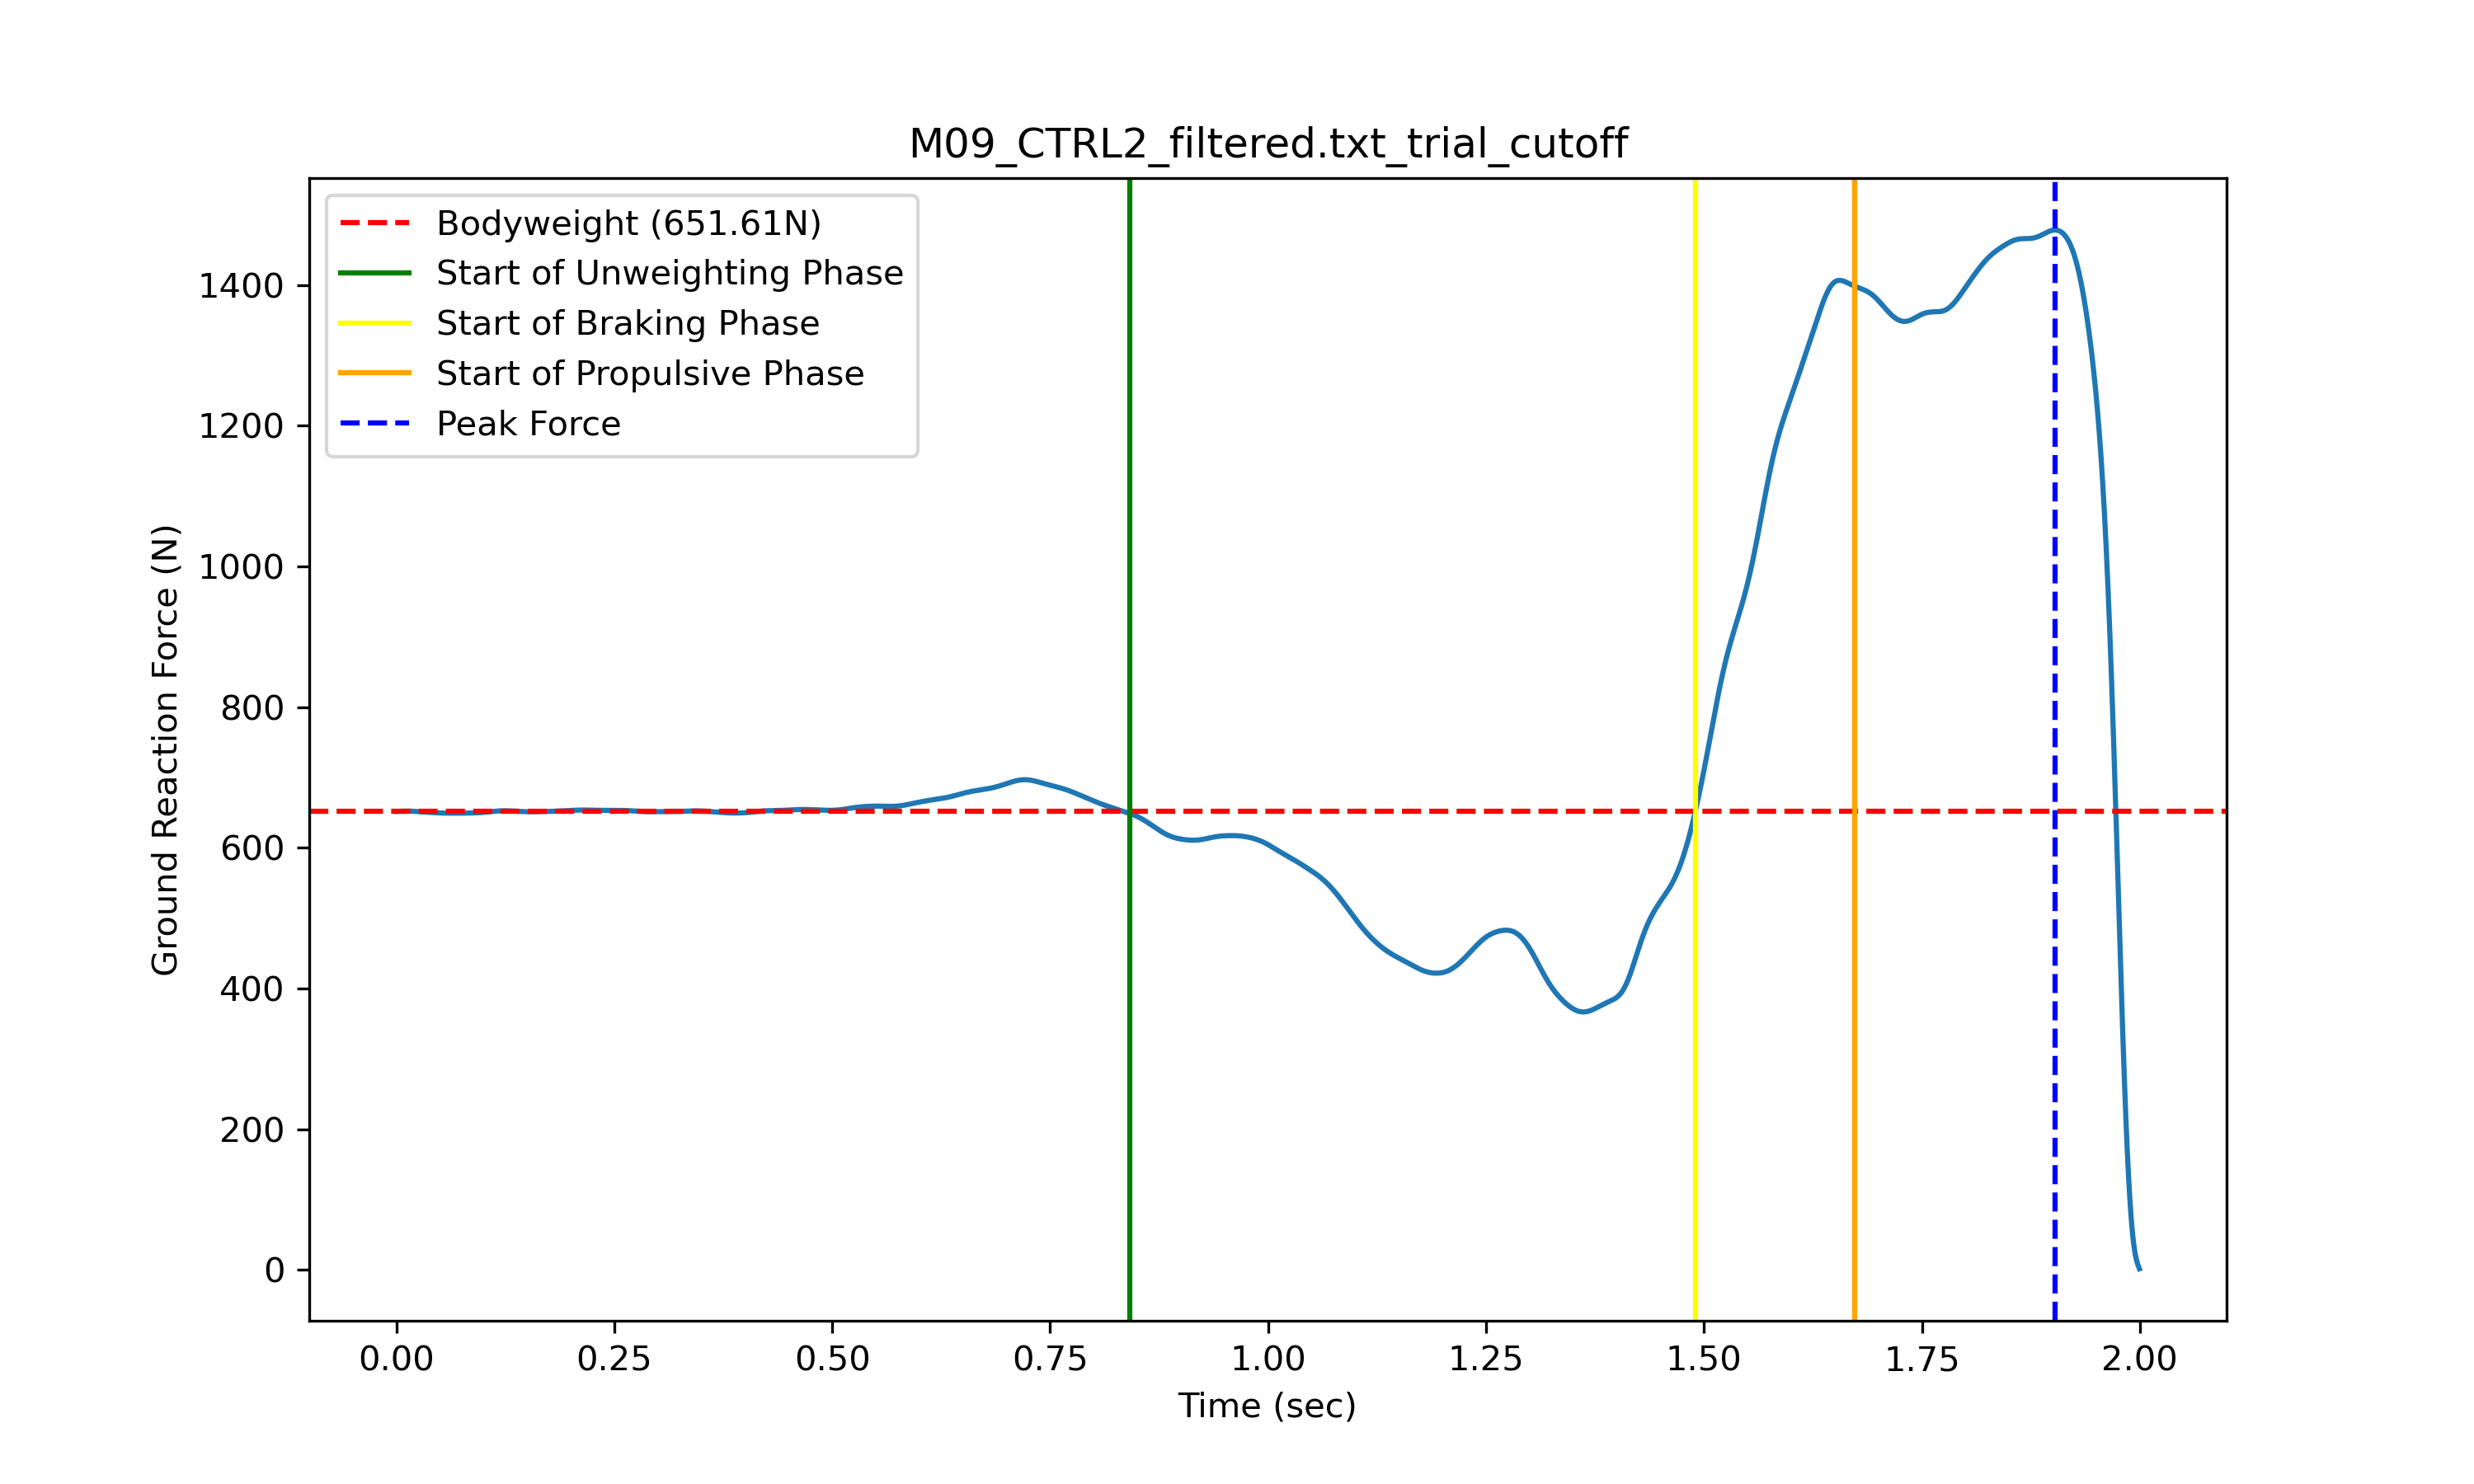 M09_CTRL2_filtered.txt_trial_cutoff
Bodyweight (651.61N)
Start of Unweighting Phase
Start of Braking Phase
Start of Propulsive Phase
Peak Force
Ground Reaction Force (N)
1400
1200
1000
800
600
400
200
0
0.00 0.25 0.50 0.75 1.00 1.25 1.50 1.75 2.00
Time (sec)